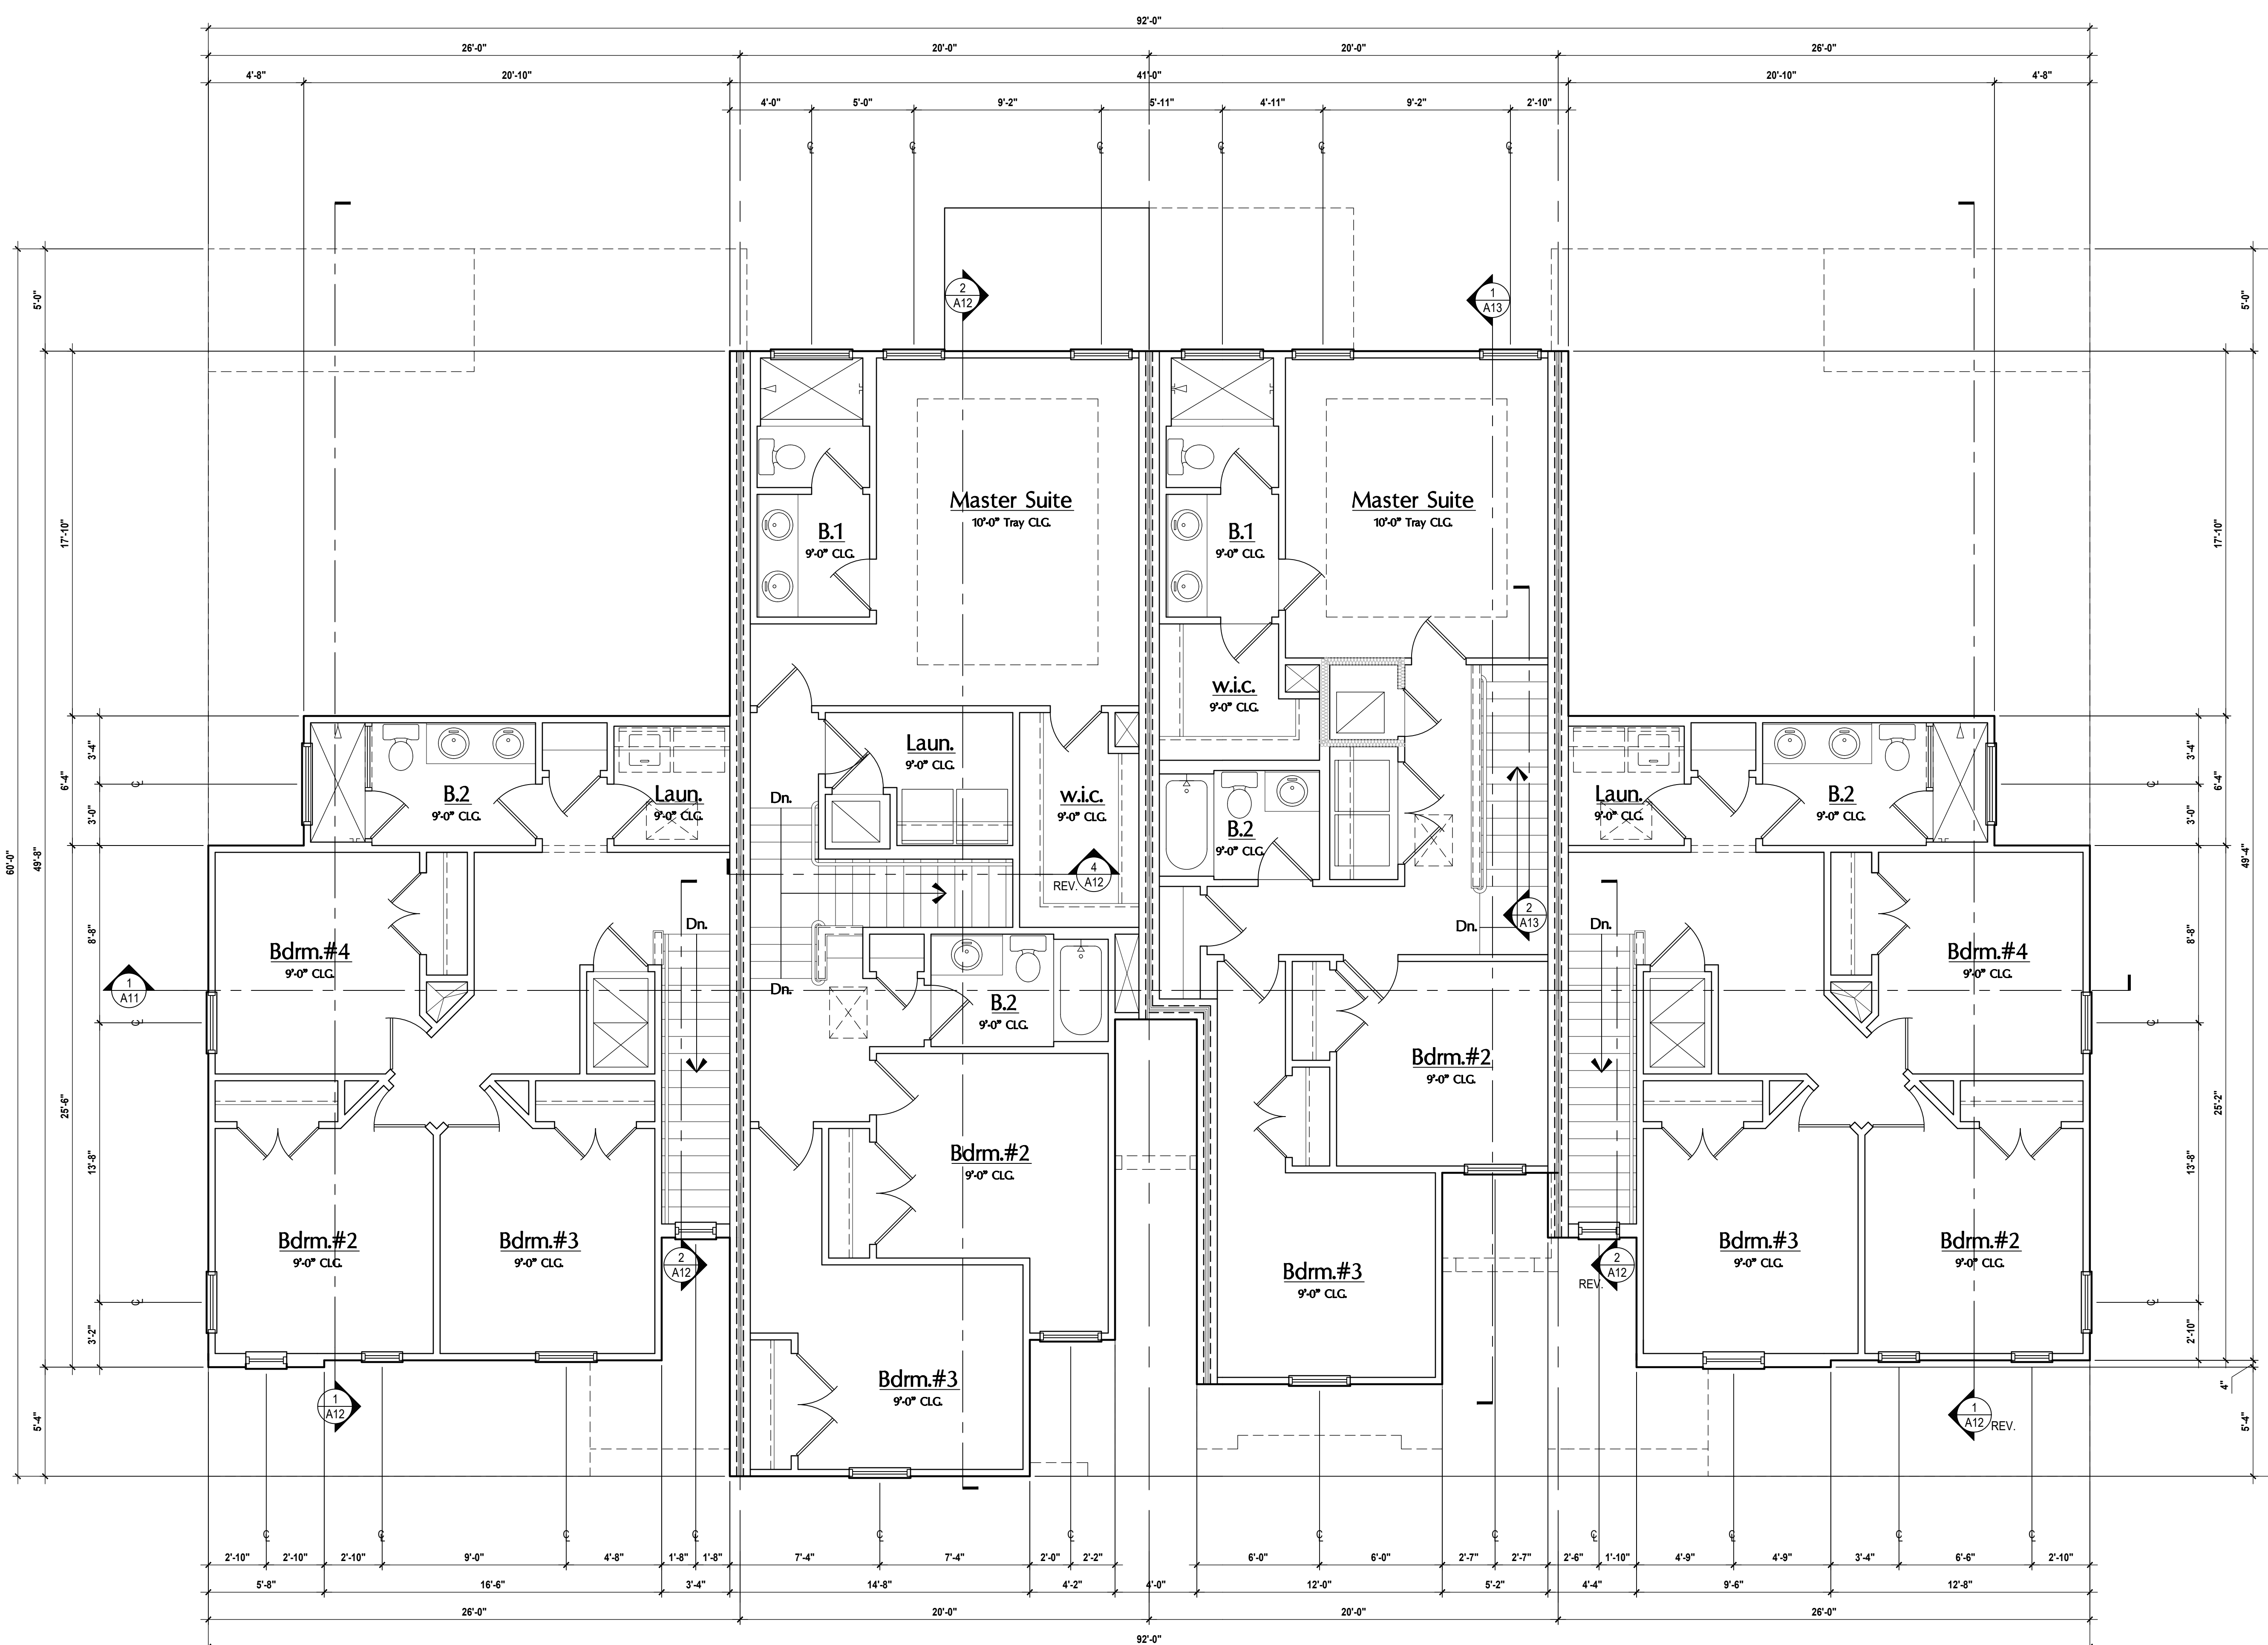 92'-0"
26'-0" 20'-0" 20'-0" 26'-0"
4'-8" 20'-10" 41'-0" 20'-10" 4'-8"
4'-0" 5'-0" 9'-2" 5'-11" 4'-11" 9'-2" 2'-10"
2
A12
1
A13
60'-0"
5'-0"
49'-8"
5'-4"
17'-10"
6'-4"
25'-6"
3'-4"
3'-0"
8'-8"
13'-8"
3'-2"
Master Suite
10'-0" Tray CLG.
B.1
9'-0" CLG.
Master Suite
10'-0" Tray CLG.
B.1
9'-0" CLG.
w.i.c.
9'-0" CLG.
Laun.
9'-0" CLG.
w.i.c.
9'-0" CLG.
B.2
9'-0" CLG.
Laun.
9'-0" CLG.
B.2
9'-0" CLG.
Laun.
9'-0" CLG.
B.2
9'-0" CLG.
Dn.
4
A12
REV.
Dn.
Dn.
2
A13
Dn.
Dn.
Bdrm.#4
9'-0" CLG.
1
A11
B.2
9'-0" CLG.
Bdrm.#4
9'-0" CLG.
Bdrm.#2
9'-0" CLG.
Bdrm.#2
9'-0" CLG.
Bdrm.#2
9'-0" CLG.
Bdrm.#3
9'-0" CLG.
Bdrm.#3
9'-0" CLG.
Bdrm.#3
9'-0" CLG.
Bdrm.#2
9'-0" CLG.
2
A12
2
A12
REV.
Bdrm.#3
9'-0" CLG.
1
A12
1
A12
REV.
5'-0"
17'-10"
3'-4"
6'-4"
3'-0"
49'-4"
8'-8"
25'-2"
13'-8"
2'-10"
4"
5'-4"
2'-10" 2'-10" 2'-10" 9'-0" 4'-8" 1'-8" 1'-8" 7'-4" 7'-4" 2'-0" 2'-2" 6'-0" 6'-0" 2'-7" 2'-7" 2'-6" 1'-10" 4'-9" 4'-9" 3'-4" 6'-6" 2'-10"
5'-8" 16'-6" 3'-4" 14'-8" 4'-2" 4'-0" 12'-0" 5'-2" 4'-4" 9'-6" 12'-8"
26'-0" 20'-0" 20'-0" 26'-0"
92'-0"